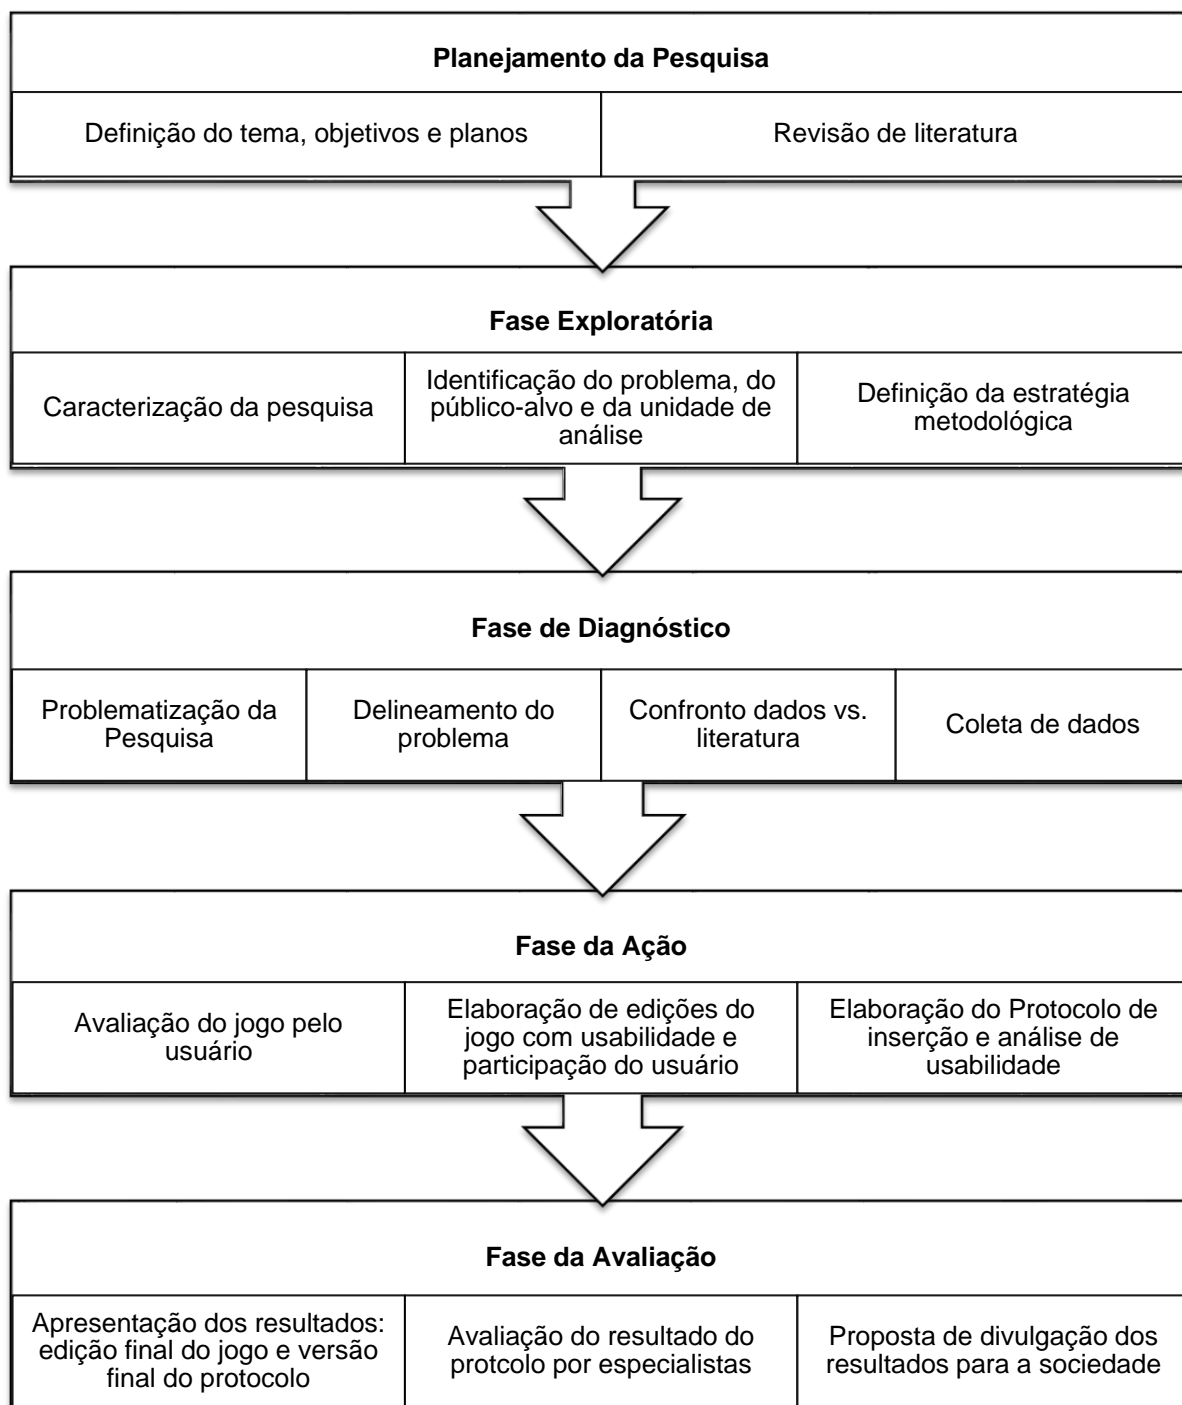 Planejamento da Pesquisa
Definição do tema, objetivos e planos
Revisão de literatura
Fase Exploratória
Caracterização da pesquisa
Identificação do problema, do
público-alvo e da unidade de
análise
Definição da estratégia
metodológica
Fase de Diagnóstico
Problematização da
Pesquisa
Delineamento do
problema
Confronto dados vs.
literatura
Coleta de dados
Fase da Ação
Avaliação do jogo pelo
usuário
Elaboração de edições do
jogo com usabilidade e
participação do usuário
Elaboração do Protocolo de
inserção e análise de
usabilidade
Fase da Avaliação
Apresentação dos resultados:
edição final do jogo e versão
final do protocolo
Avaliação do resultado do
protcolo por especialistas
Proposta de divulgação dos
resultados para a sociedade